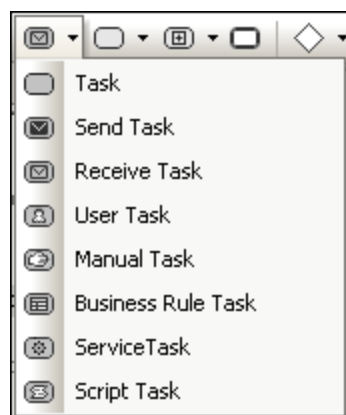 Task
Send Task
Receive Task
User Task
Manual Task
Business Rule Task
ServiceTask
Script Task